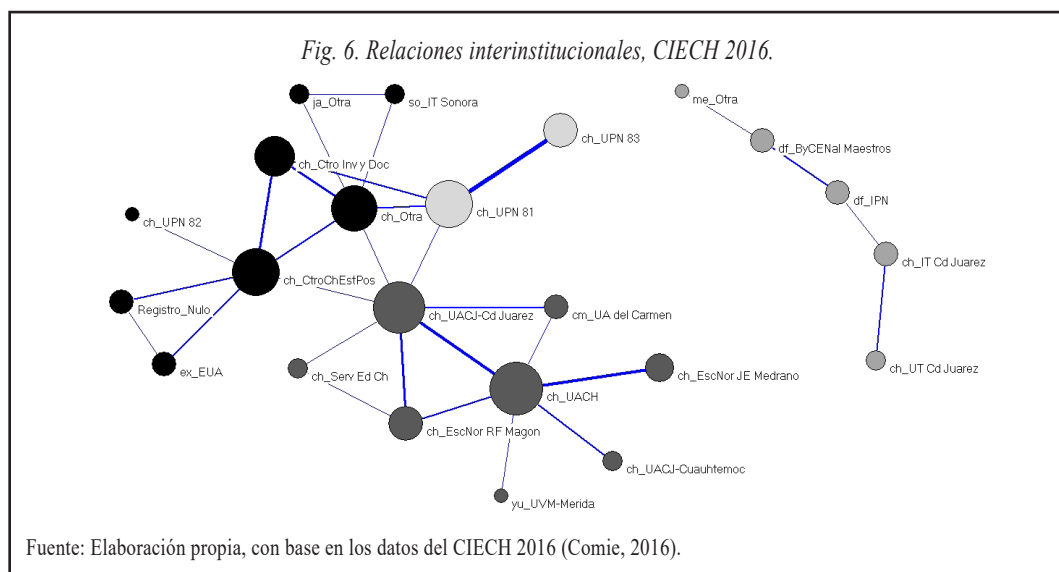 Fig. 6. Relaciones interinstitucionales, CIECH 2016.
ja_Otra
so_IT Sonora
me_Otra
ch_UPN 83
df_ByCENal Maestros
ch_Ctro Inv y Doc
ch_UPN 81
df_IPN
ch_Otra
ch_UPN 82
ch_IT Cd Juarez
ch_CtroChEstPos
Registro_Nulo
ch_UACJ-Cd Juarez
cm_UA del Carmen
ch_UT Cd Juarez
ex_EUA
ch_Serv Ed Ch
ch_EscNor JE Medrano
ch_UACH
ch_EscNor RF Magon
ch_UACJ-Cuauhtemoc
yu_UVM-Merida
Fuente: Elaboración propia, con base en los datos del CIECH 2016 (Comie, 2016).